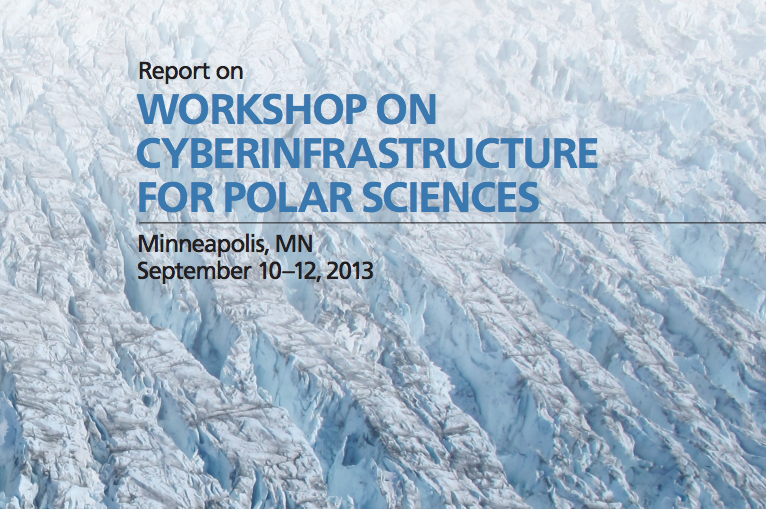 Report on
WORKSHOP ON
CYBERINFRASTRUCTURE
FOR POLAR SCIENCES
Minneapolis, MN
September 10–12, 2013